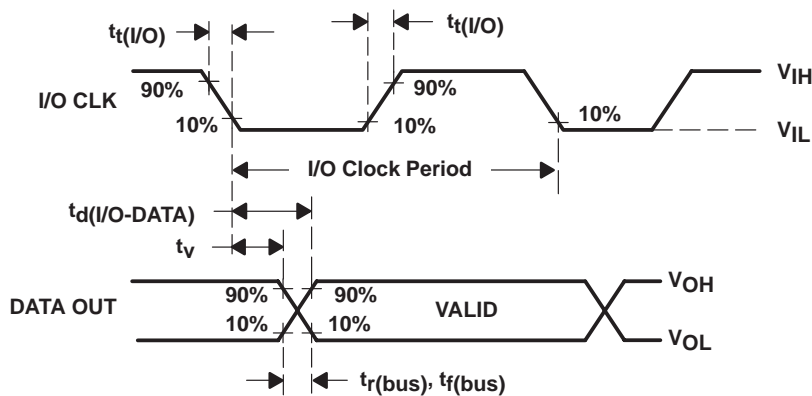 tt(I/O) tt(I/O)
90% 90% VIH
I/O CLK
10% 10% 10% VIL
I/O Clock Period
td(I/O-DATA)
tv
VOH
90% 90%
DATA OUT VALID
10% 10%
VOL
tr(bus), tf(bus)